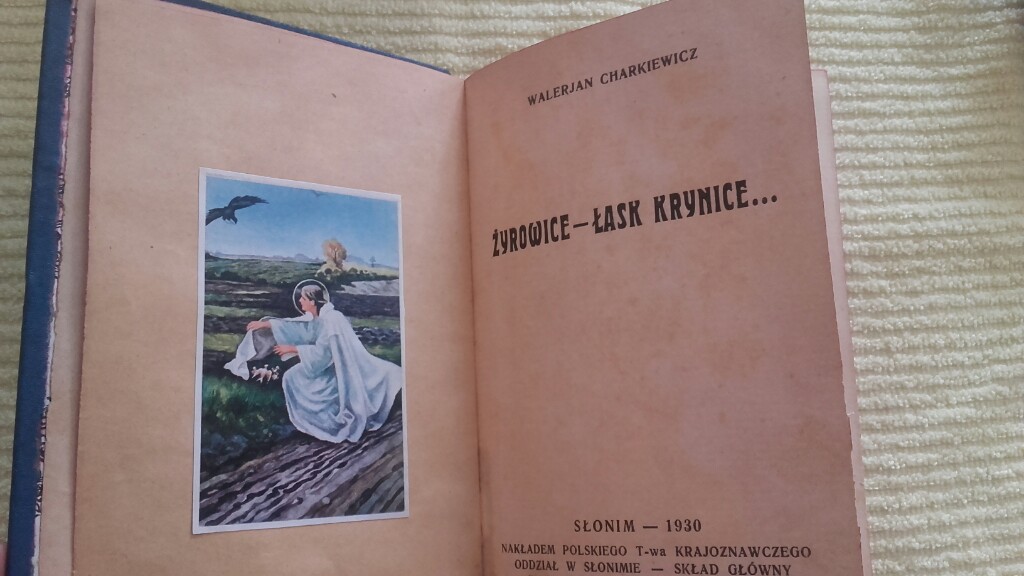 WALERJAN CHARKIEWICZ
ŻYROWICE — ŁASK KRYNICE...
SŁONIM — 1930
NAKŁADEM POLSKIEGO T-wa KRAJOZNAWCZEGO
ODDZIAŁ W SŁONIMIE — SKŁAD GŁÓWNY